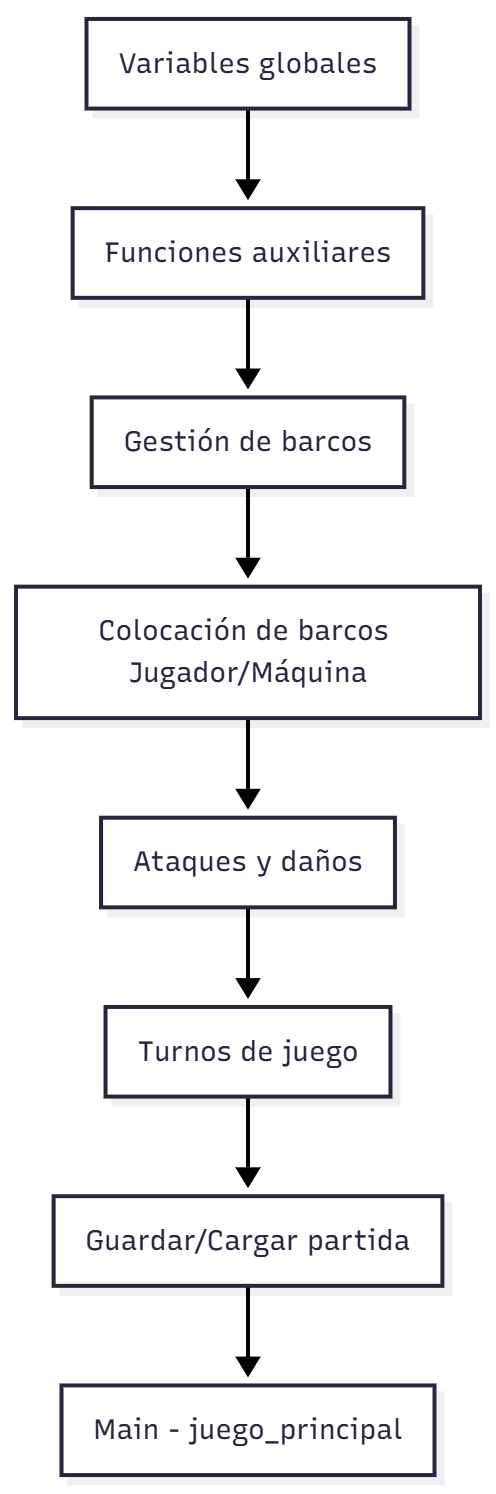 Variables globales
Funciones auxiliares
Gestión de barcos
Colocación de barcos
Jugador/Máquina
Ataques y daños
Turnos de juego
Guardar/Cargar partida
Main - juego_principal